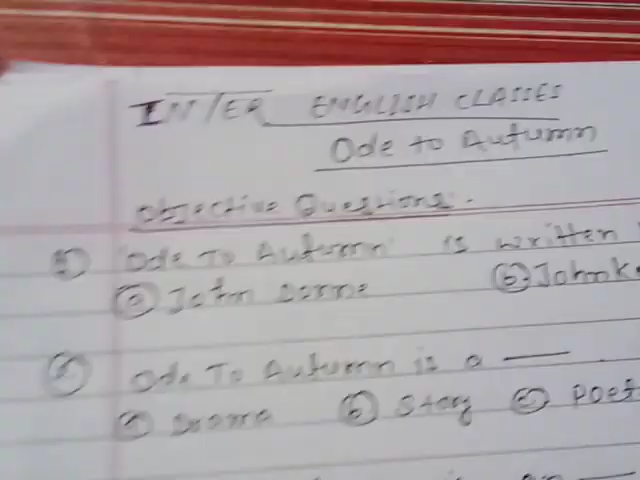 INTER ENGLISH CLASSES
Ode to Autumn
Objective Questions.
1) Ode To Autumn is written
(a) John Donne (b) John K
2) Ode To Autumn is a ——
(a) Drama (b) Story (c) Poet